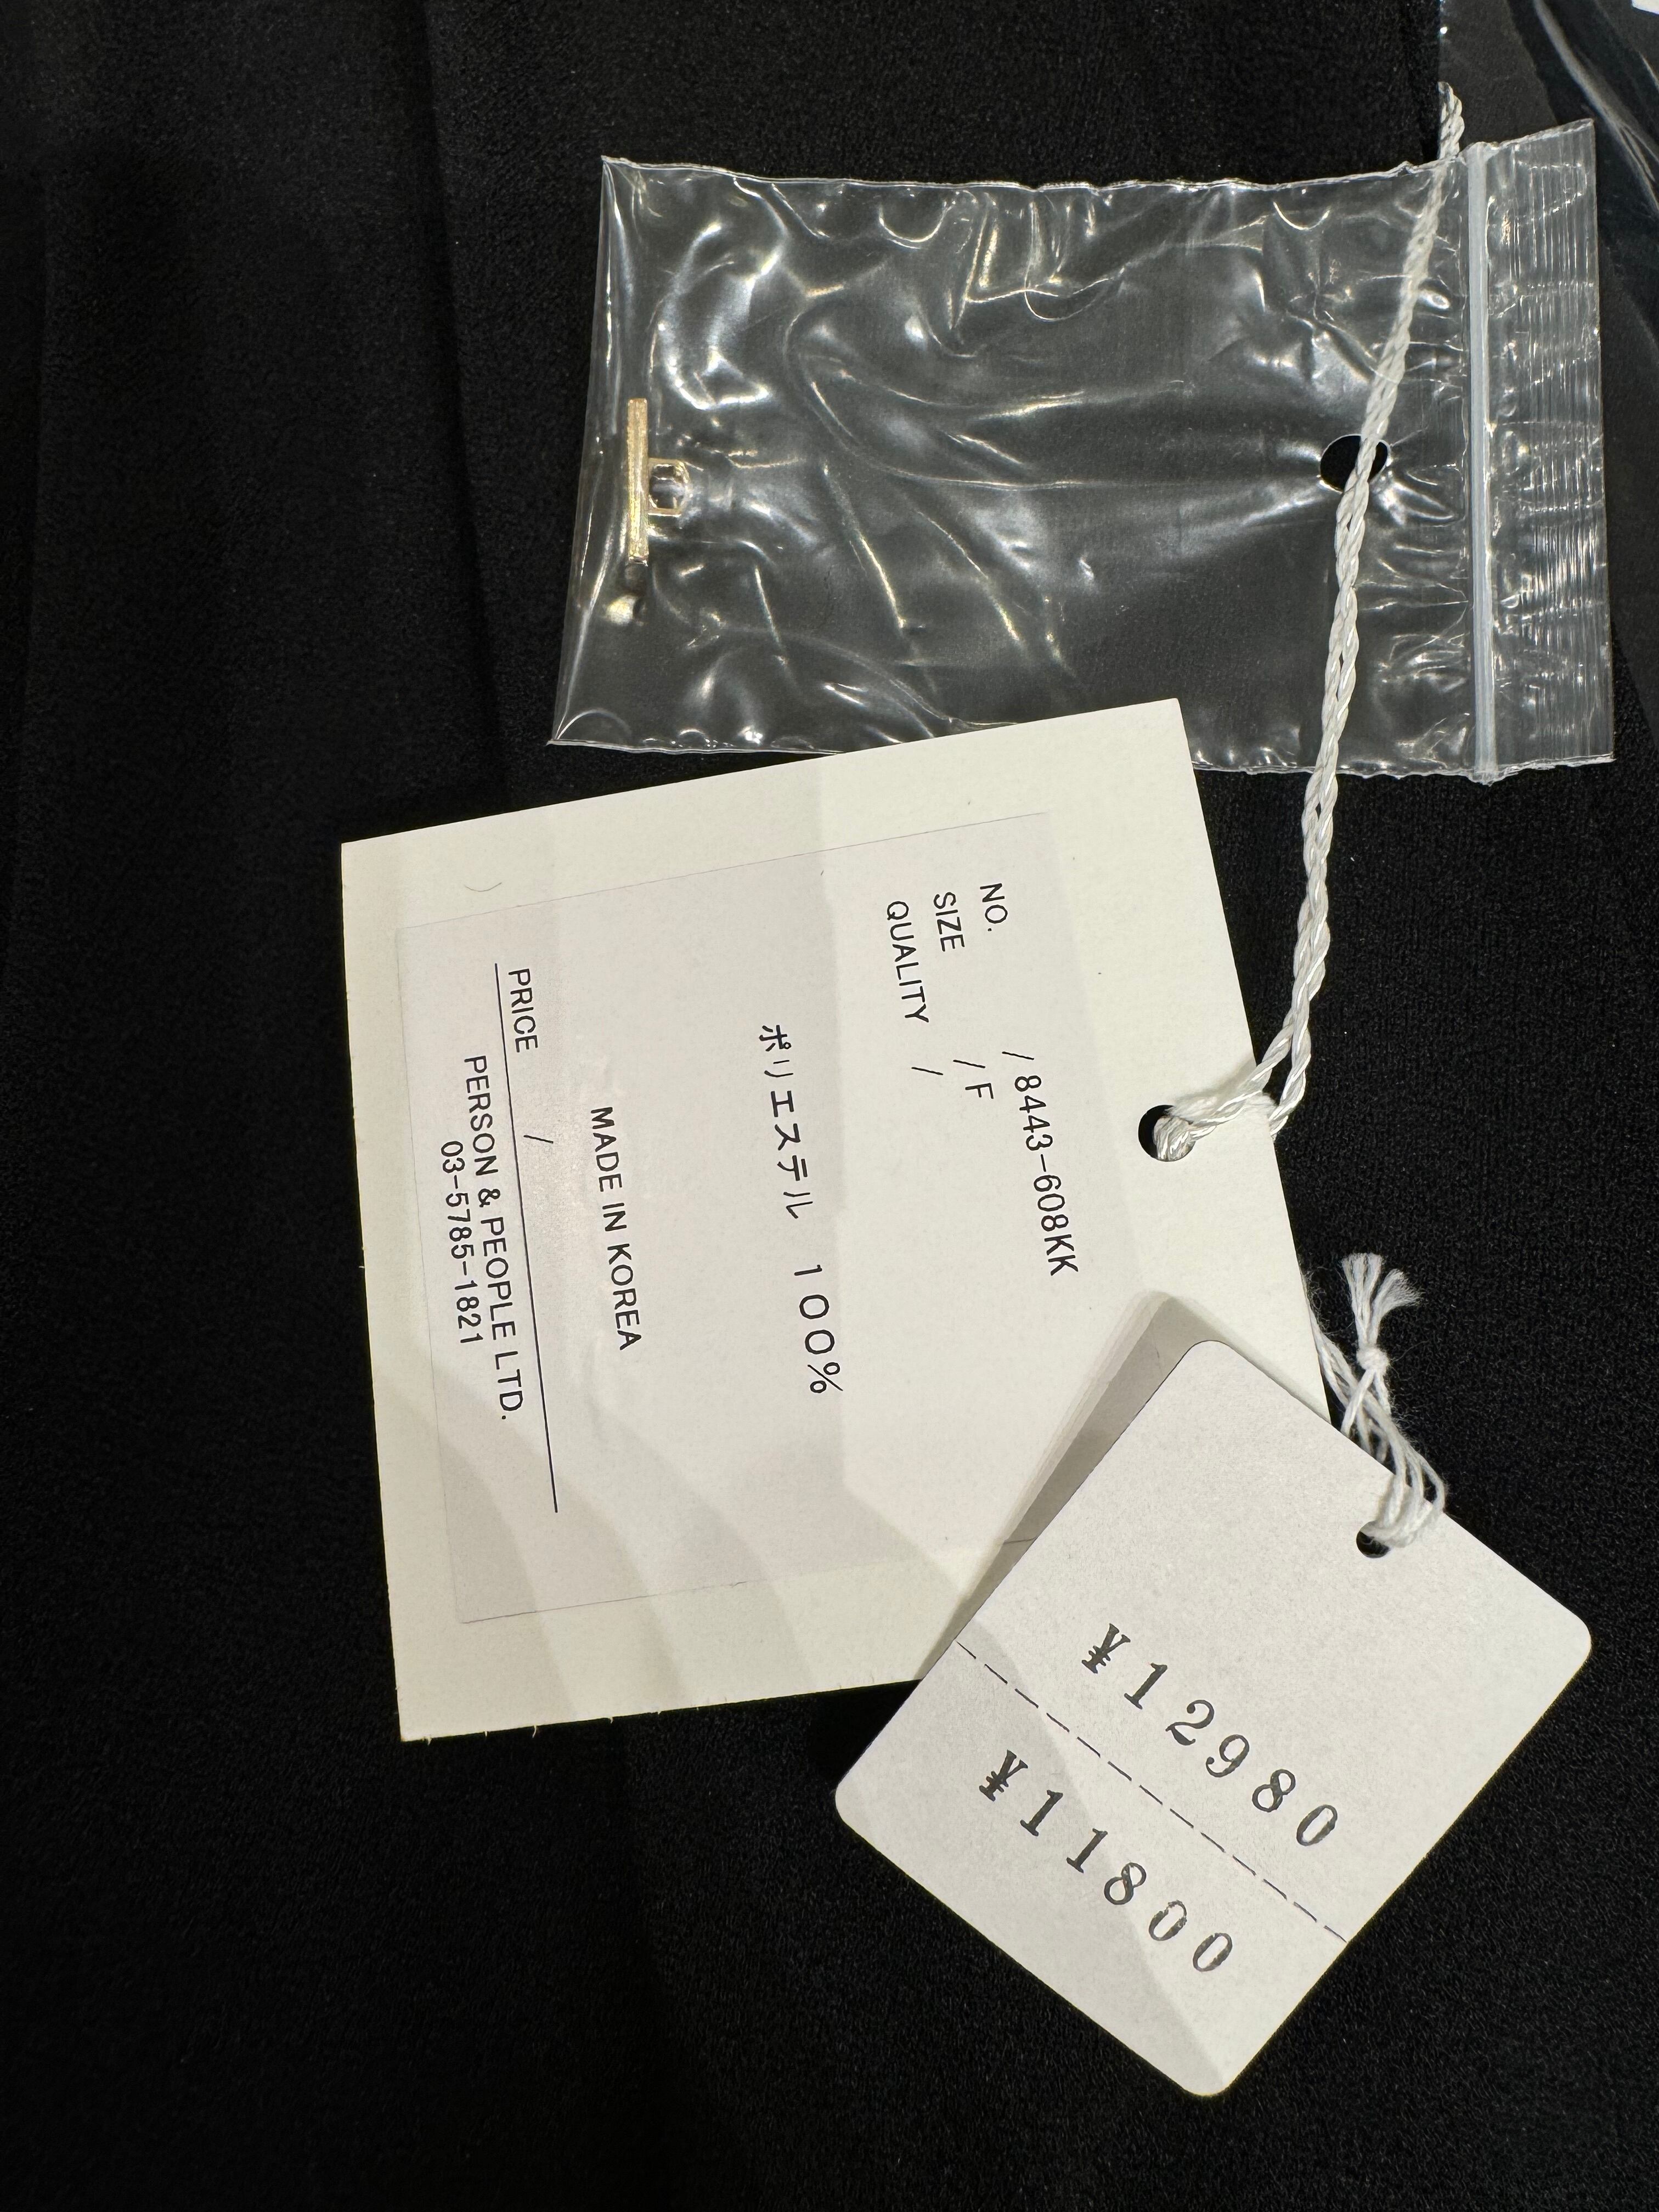 NO. / 8443-608KK
SIZE / F
QUALITY /
ポリエステル 100%
MADE IN KOREA
PRICE /
PERSON & PEOPLE LTD.
03-5785-1821
¥12980
¥11800